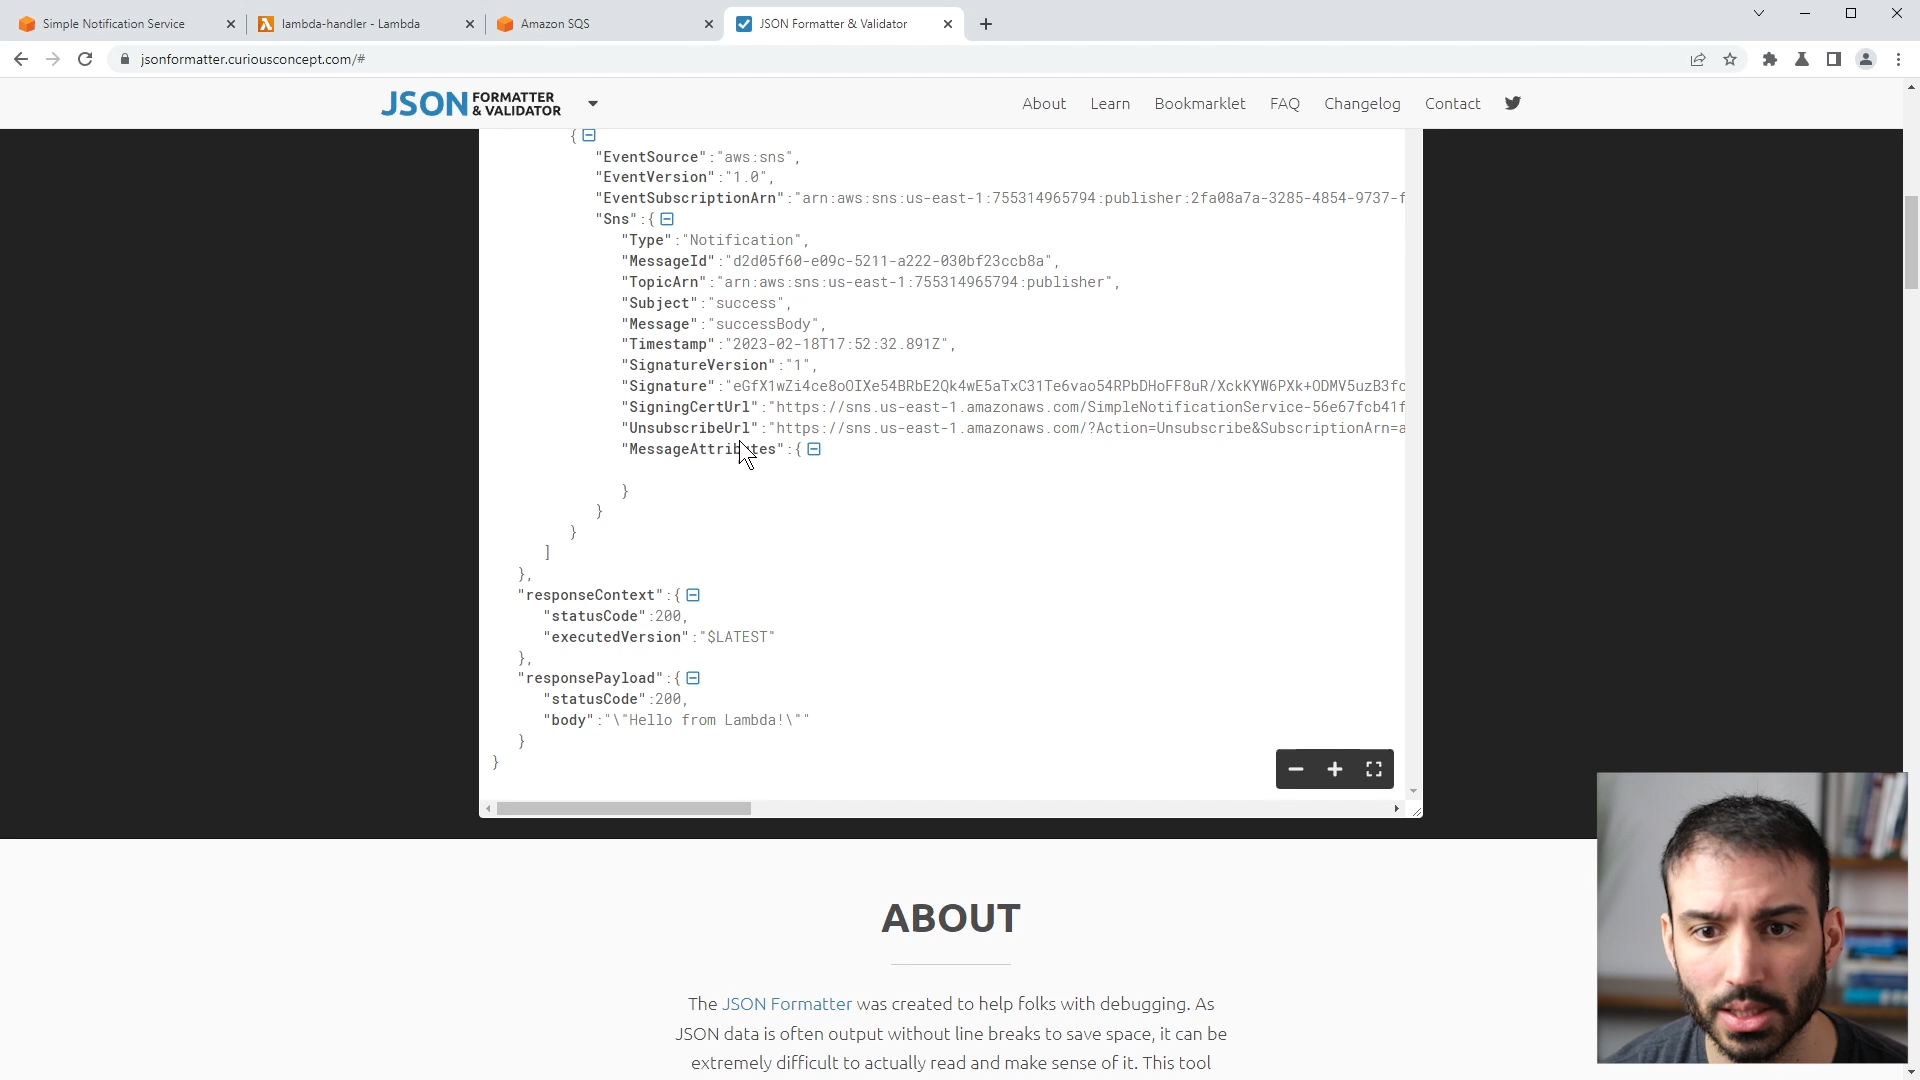 Simple Notification Service
lambda-handler - Lambda
Amazon SQS
JSON Formatter & Validator
jsonformatter.curiousconcept.com/#
JSON FORMATTER & VALIDATOR
About Learn Bookmarklet FAQ Changelog Contact
{
"EventSource":"aws:sns",
"EventVersion":"1.0",
"EventSubscriptionArn":"arn:aws:sns:us-east-1:755314965794:publisher:2fa08a7a-3285-4854-9737-f
"Sns":{
"Type":"Notification",
"MessageId":"d2d05f60-e09c-5211-a222-030bf23ccb8a",
"TopicArn":"arn:aws:sns:us-east-1:755314965794:publisher",
"Subject":"success",
"Message":"successBody",
"Timestamp":"2023-02-18T17:52:32.891Z",
"SignatureVersion":"1",
"Signature":"eGfX1wZi4ce8oOIXe54BRbE2Qk4wE5aTxC31Te6vao54RPbDHoFF8uR/XckKYW6PXk+ODMV5uzB3fc
"SigningCertUrl":"https://sns.us-east-1.amazonaws.com/SimpleNotificationService-56e67fcb41f
"UnsubscribeUrl":"https://sns.us-east-1.amazonaws.com/?Action=Unsubscribe&SubscriptionArn=a
"MessageAttributes":{
}
}
}
]
},
"responseContext":{
"statusCode":200,
"executedVersion":"$LATEST"
},
"responsePayload":{
"statusCode":200,
"body":"\"Hello from Lambda!\""
}
}
ABOUT
The JSON Formatter was created to help folks with debugging. As
JSON data is often output without line breaks to save space, it can be
extremely difficult to actually read and make sense of it. This tool